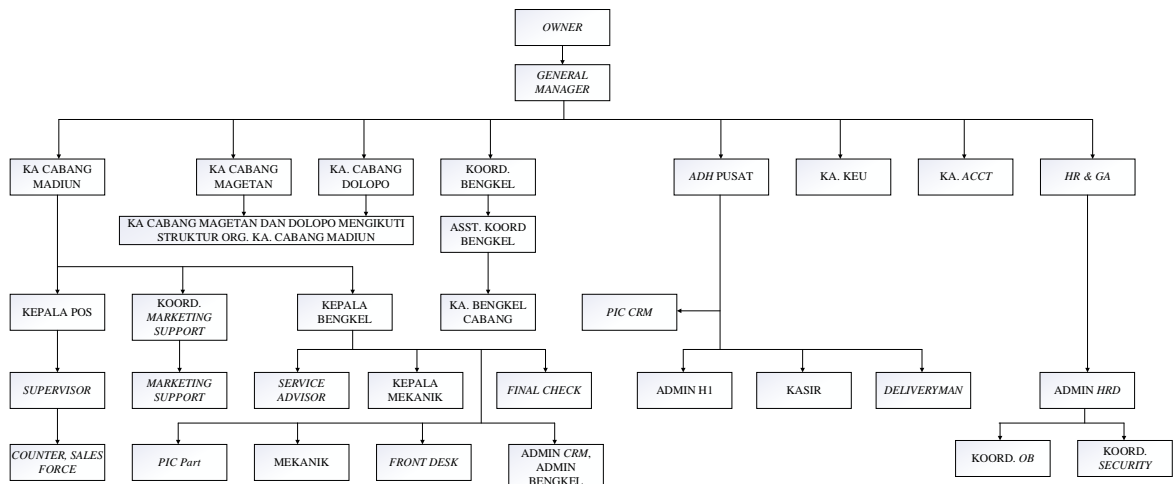 OWNER
GENERAL
MANAGER
KA CABANG
MADIUN
KA CABANG
MAGETAN
KA. CABANG
DOLOPO
KOORD.
BENGKEL
ADH PUSAT
KA. KEU
KA. ACCT
HR & GA
KA CABANG MAGETAN DAN DOLOPO MENGIKUTI
STRUKTUR ORG. KA. CABANG MADIUN
ASST. KOORD
BENGKEL
KEPALA POS
KOORD.
MARKETING
SUPPORT
KEPALA
BENGKEL
KA. BENGKEL
CABANG
PIC CRM
SUPERVISOR
MARKETING
SUPPORT
SERVICE
ADVISOR
KEPALA
MEKANIK
FINAL CHECK
ADMIN H1
KASIR
DELIVERYMAN
ADMIN HRD
COUNTER, SALES
FORCE
PIC Part
MEKANIK
FRONT DESK
ADMIN CRM,
ADMIN
BENGKEL
KOORD. OB
KOORD.
SECURITY